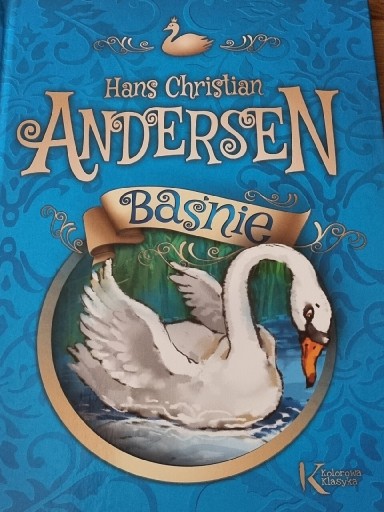 Hans Christian
ANDERSEN
Baśnie
Kolorowa
Klasyka